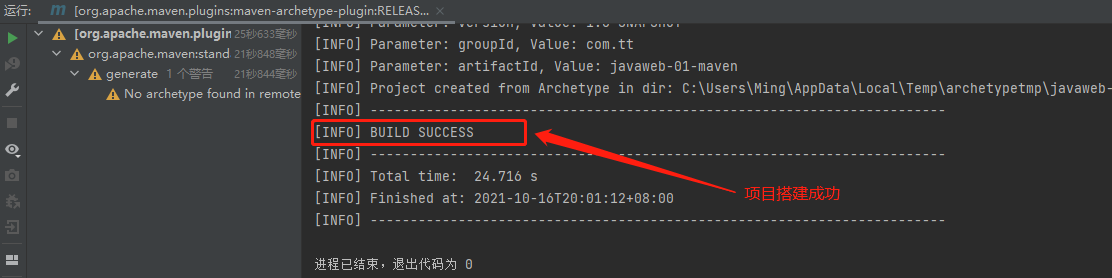 运行: m [org.apache.maven.plugins:maven-archetype-plugin:RELEAS... ×
[org.apache.maven.plugin 25秒633毫秒
org.apache.maven:stand 21秒848毫秒
generate 1 个警告 21秒844毫秒
No archetype found in remote
[INFO] Parameter: version, Value: 1.0-SNAPSHOT
[INFO] Parameter: groupId, Value: com.tt
[INFO] Parameter: artifactId, Value: javaweb-01-maven
[INFO] Project created from Archetype in dir: C:\Users\Ming\AppData\Local\Temp\archetypetmp\javaweb-
[INFO] ------------------------------------------------------------------------
[INFO] BUILD SUCCESS
[INFO] ------------------------------------------------------------------------
[INFO] Total time:  24.716 s
项目搭建成功
[INFO] Finished at: 2021-10-16T20:01:12+08:00
[INFO] ------------------------------------------------------------------------
进程已结束，退出代码为 0